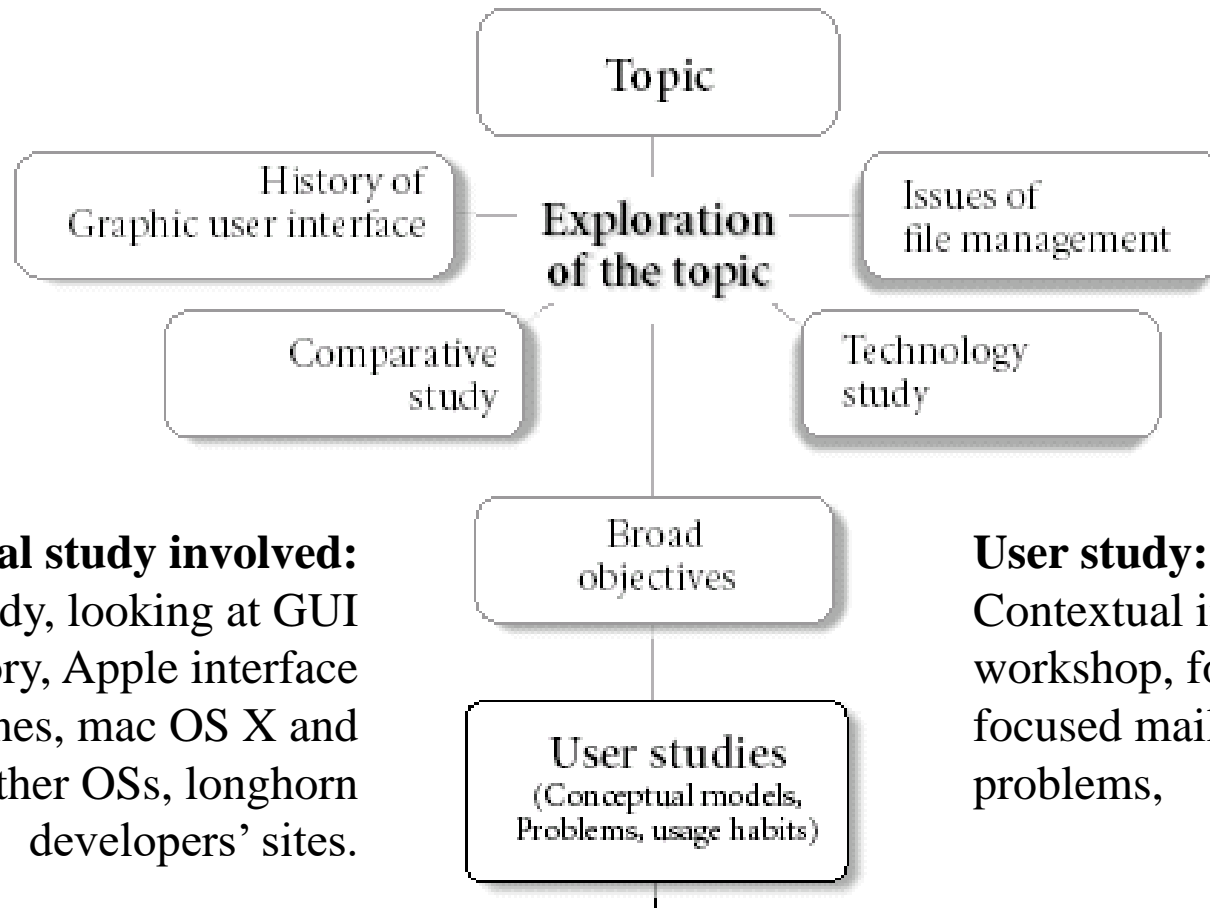 Topic
History of
Graphic user interface
Exploration
of the topic
Issues of
file management
Comparative
study
Technology
study
Broad
objectives
al study involved:
dy, looking at GUI
ory, Apple interface
nes, mac OS X and
ther OSs, longhorn
developers’ sites.
User study:
Contextual i
workshop, fo
focused mail
problems,
User studies
(Conceptual models,
Problems, usage habits)